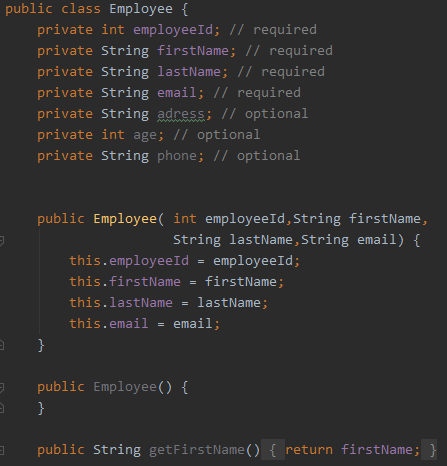 public class Employee {
private int employeeId; // required
private String firstName; // required
private String lastName; // required
private String email; // required
private String adress; // optional
private int age; // optional
private String phone; // optional
public Employee( int employeeId,String firstName,
String lastName,String email) {
this.employeeId = employeeId;
this.firstName = firstName;
this.lastName = lastName;
this.email = email;
}
public Employee() {
}
public String getFirstName() { return firstName; }